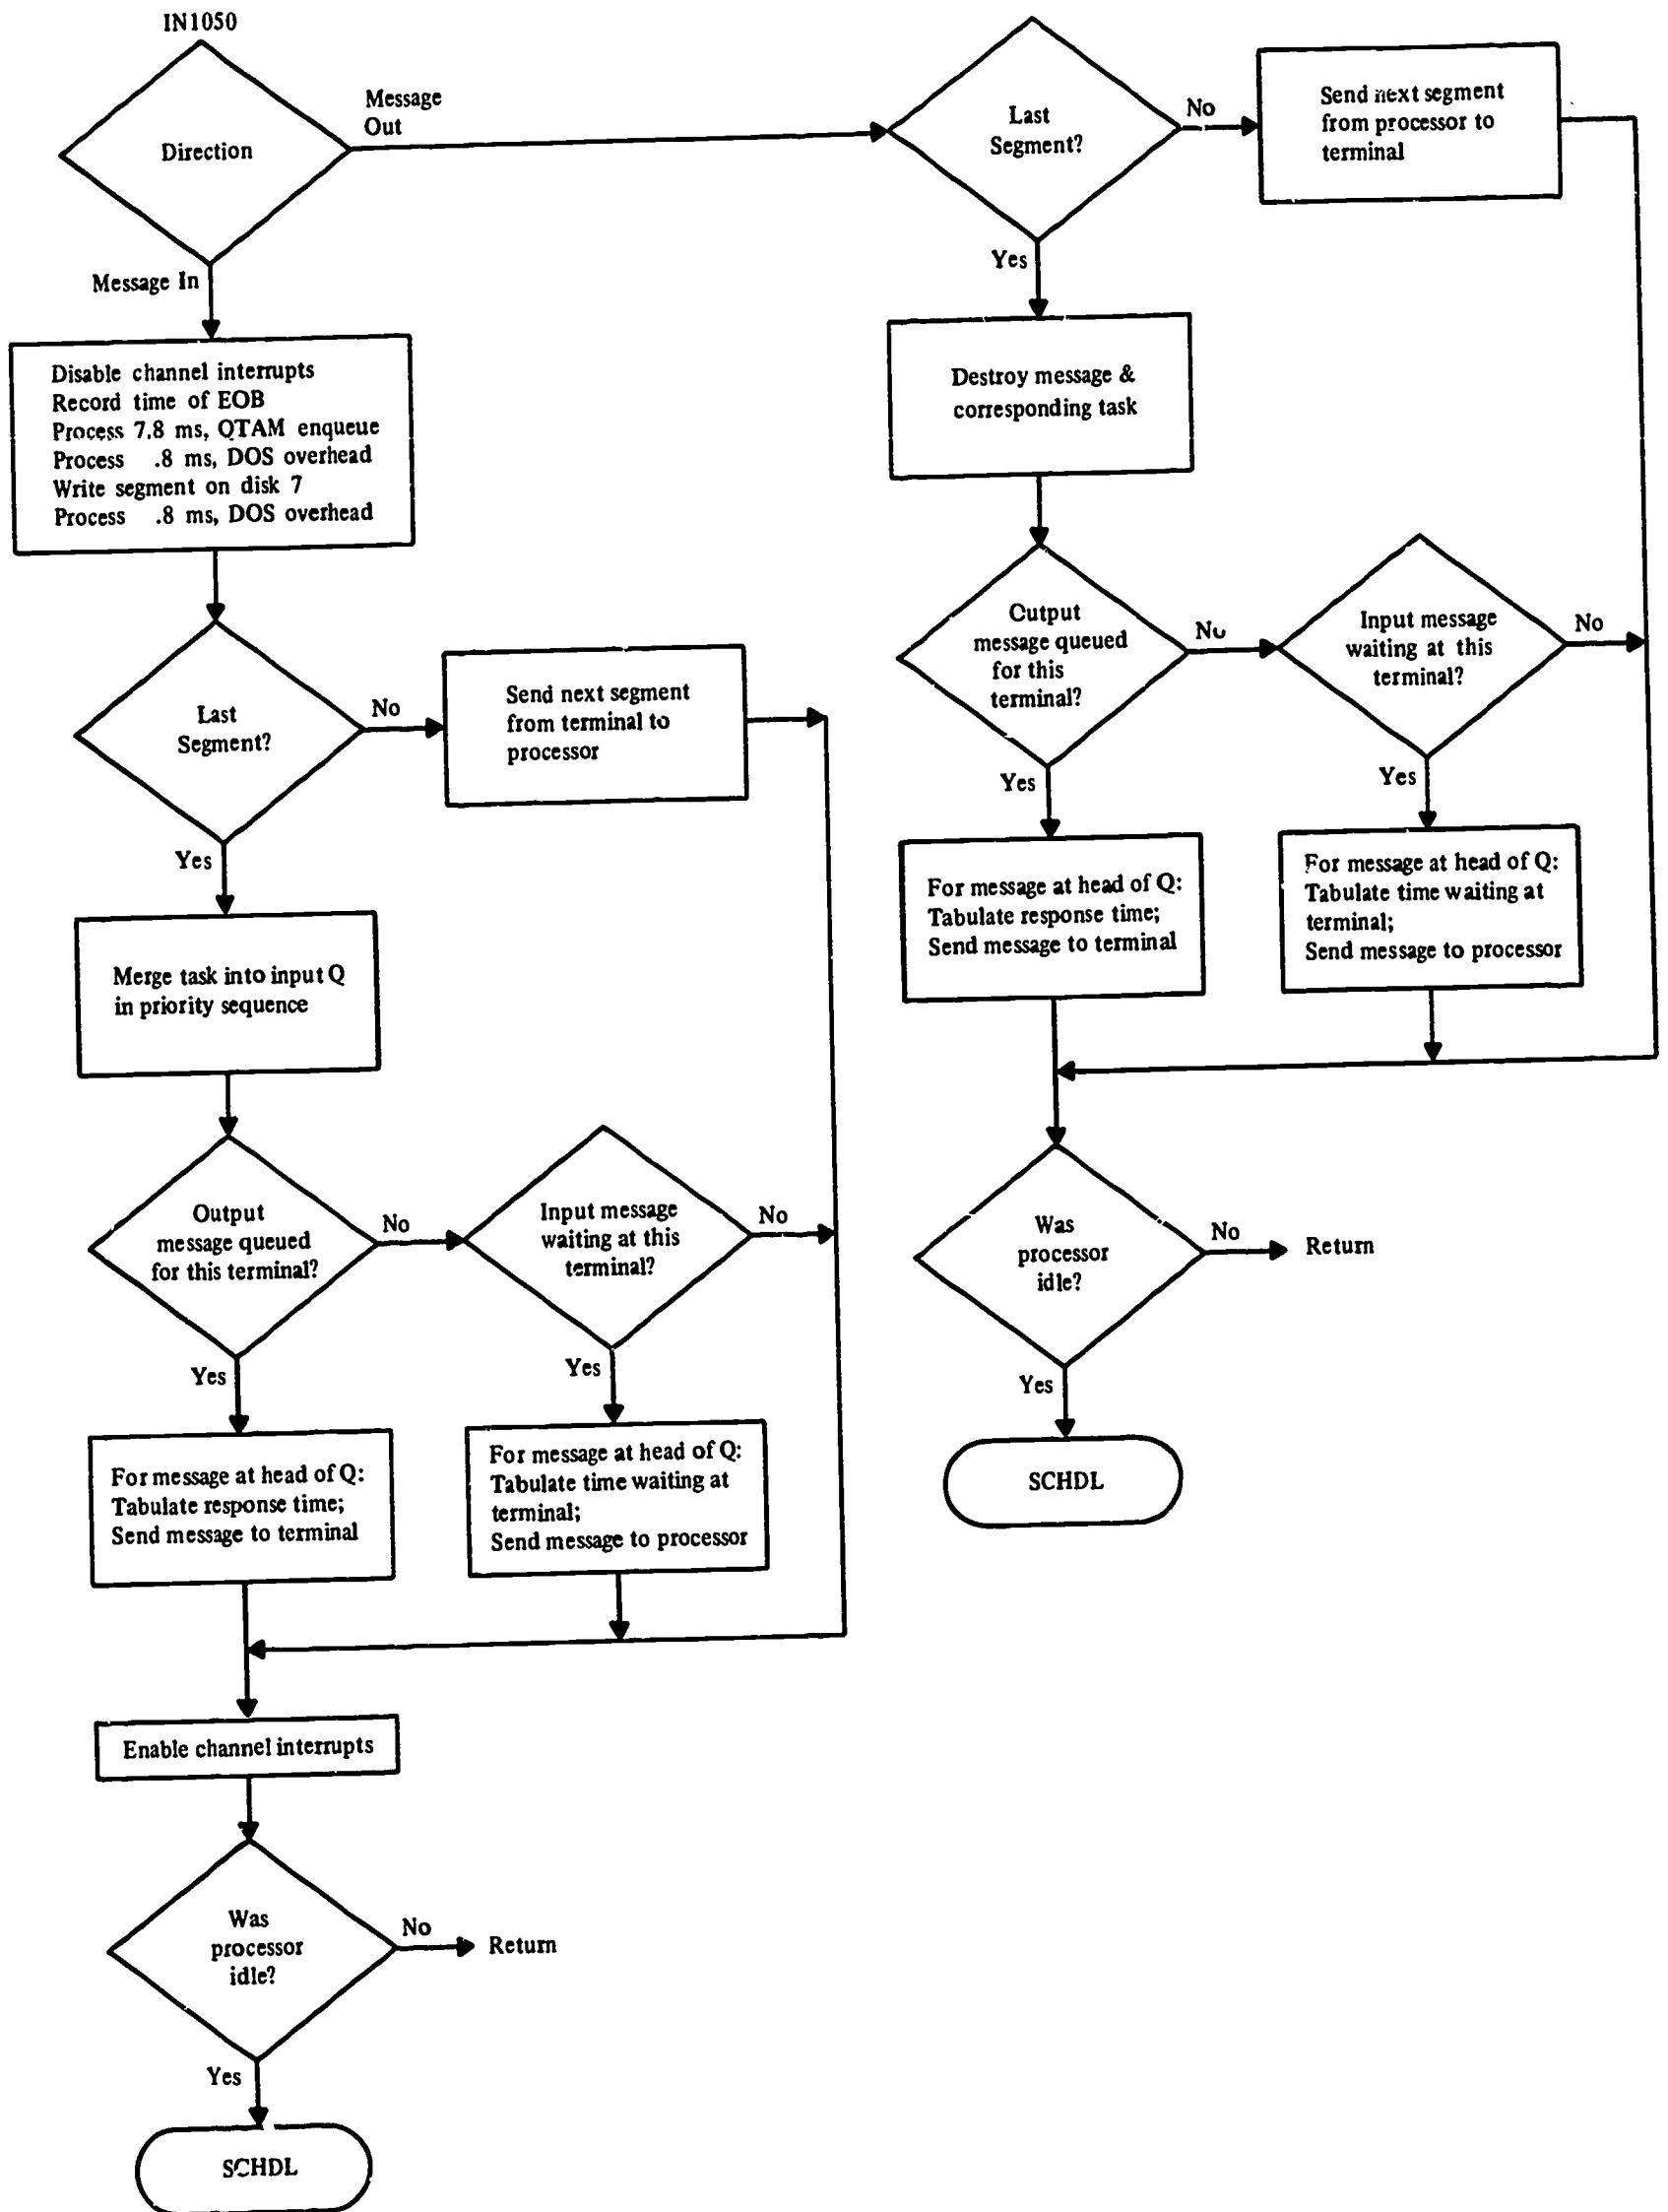 IN1050
Direction
Message
Out
Message In
Last
Segment?
No
Send next segment
from processor to
terminal
Yes
Destroy message &
corresponding task
Output
message queued
for this
terminal?
No
Input message
waiting at this
terminal?
No
Yes
For message at head of Q:
Tabulate response time;
Send message to terminal
Yes
For message at head of Q:
Tabulate time waiting at
terminal;
Send message to processor
Was
processor
idle?
No
Return
Yes
SCHDL
Disable channel interrupts
Record time of EOB
Process 7.8 ms, QTAM enqueue
Process .8 ms, DOS overhead
Write segment on disk 7
Process .8 ms, DOS overhead
Last
Segment?
No
Send next segment
from terminal to
processor
Yes
Merge task into input Q
in priority sequence
Output
message queued
for this terminal?
No
Input message
waiting at this
terminal?
No
Yes
For message at head of Q:
Tabulate response time;
Send message to terminal
Yes
For message at head of Q:
Tabulate time waiting at
terminal;
Send message to processor
Enable channel interrupts
Was
processor
idle?
No
Return
Yes
SCHDL